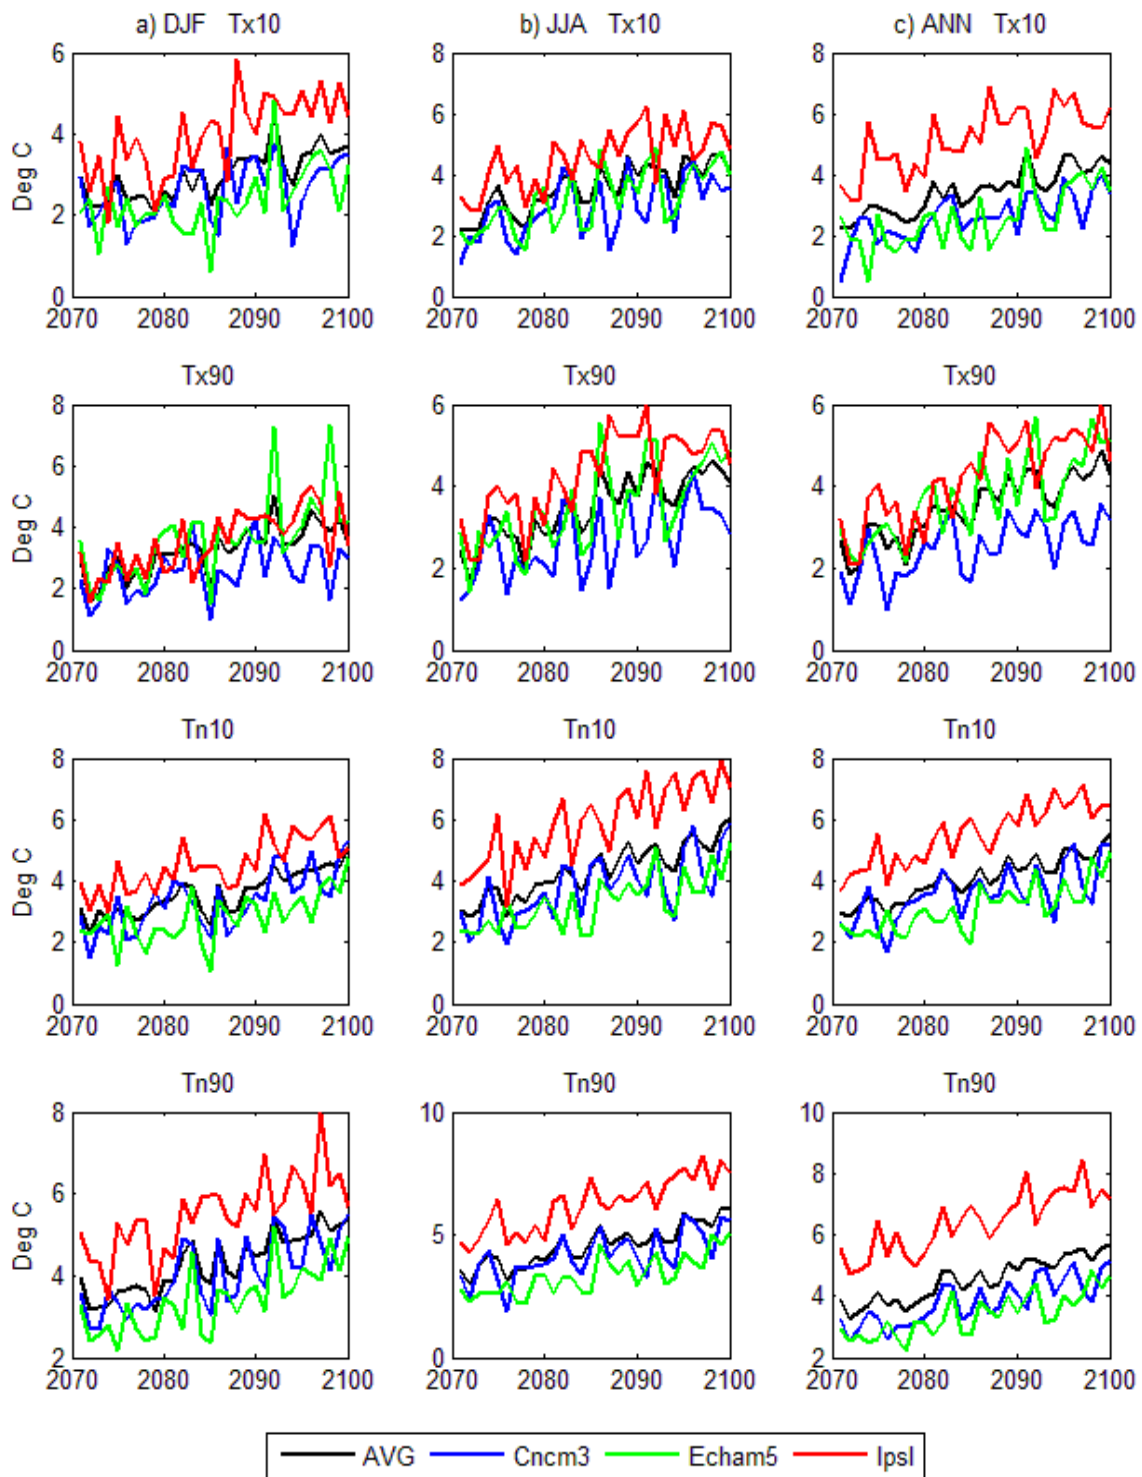 a) DJF Tx10 b) JJA Tx10 c) ANN Tx10
6 8 8
6 6
4
4 4
2
2 2
Deg C
0 0 0
2070 2080 2090 2100 2070 2080 2090 2100 2070 2080 2090 2100
Tx90 Tx90 Tx90
8 6 6
6
4 4
4
2 2
2
Deg C
0 0 0
2070 2080 2090 2100 2070 2080 2090 2100 2070 2080 2090 2100
Tn10 Tn10 Tn10
8 8 8
6 6 6
4 4 4
2 2 2
Deg C
0 0 0
2070 2080 2090 2100 2070 2080 2090 2100 2070 2080 2090 2100
Tn90 Tn90 Tn90
8 10 10
8
6
5 6
4
4
Deg C
2 0 2
2070 2080 2090 2100 2070 2080 2090 2100 2070 2080 2090 2100
AVG Cncm3 Echam5 Ipsl